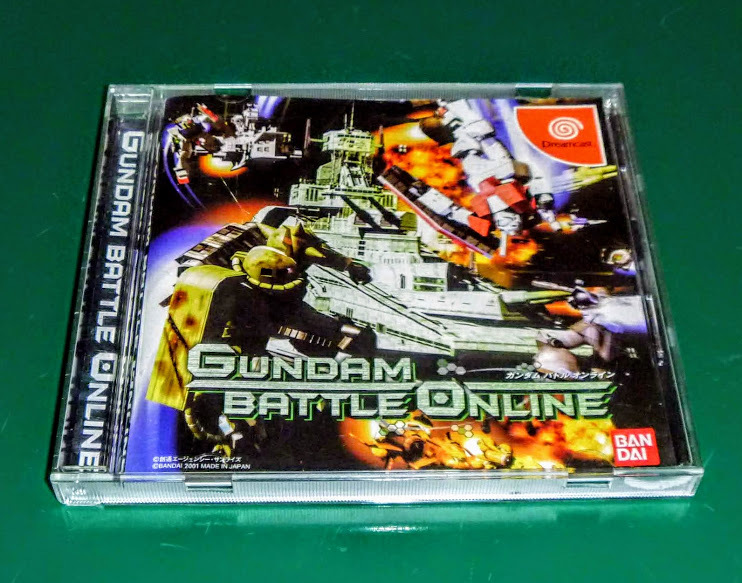 GUNDAM BATTLE ONLINE
Dreamcast
GUNDAM
ガンダム バトル オンライン
BATTLE ONLINE
©創通エージェンシー・サンライズ
©BANDAI 2001 MADE IN JAPAN
BAN
DAI